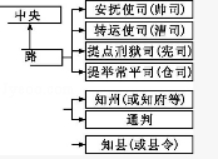 中央
安抚使司(帅司)
转运使司(漕司)
路
提点刑狱司(宪司)
提举常平司(仓司)
知州(或知府等)
通判
知县(或县令)